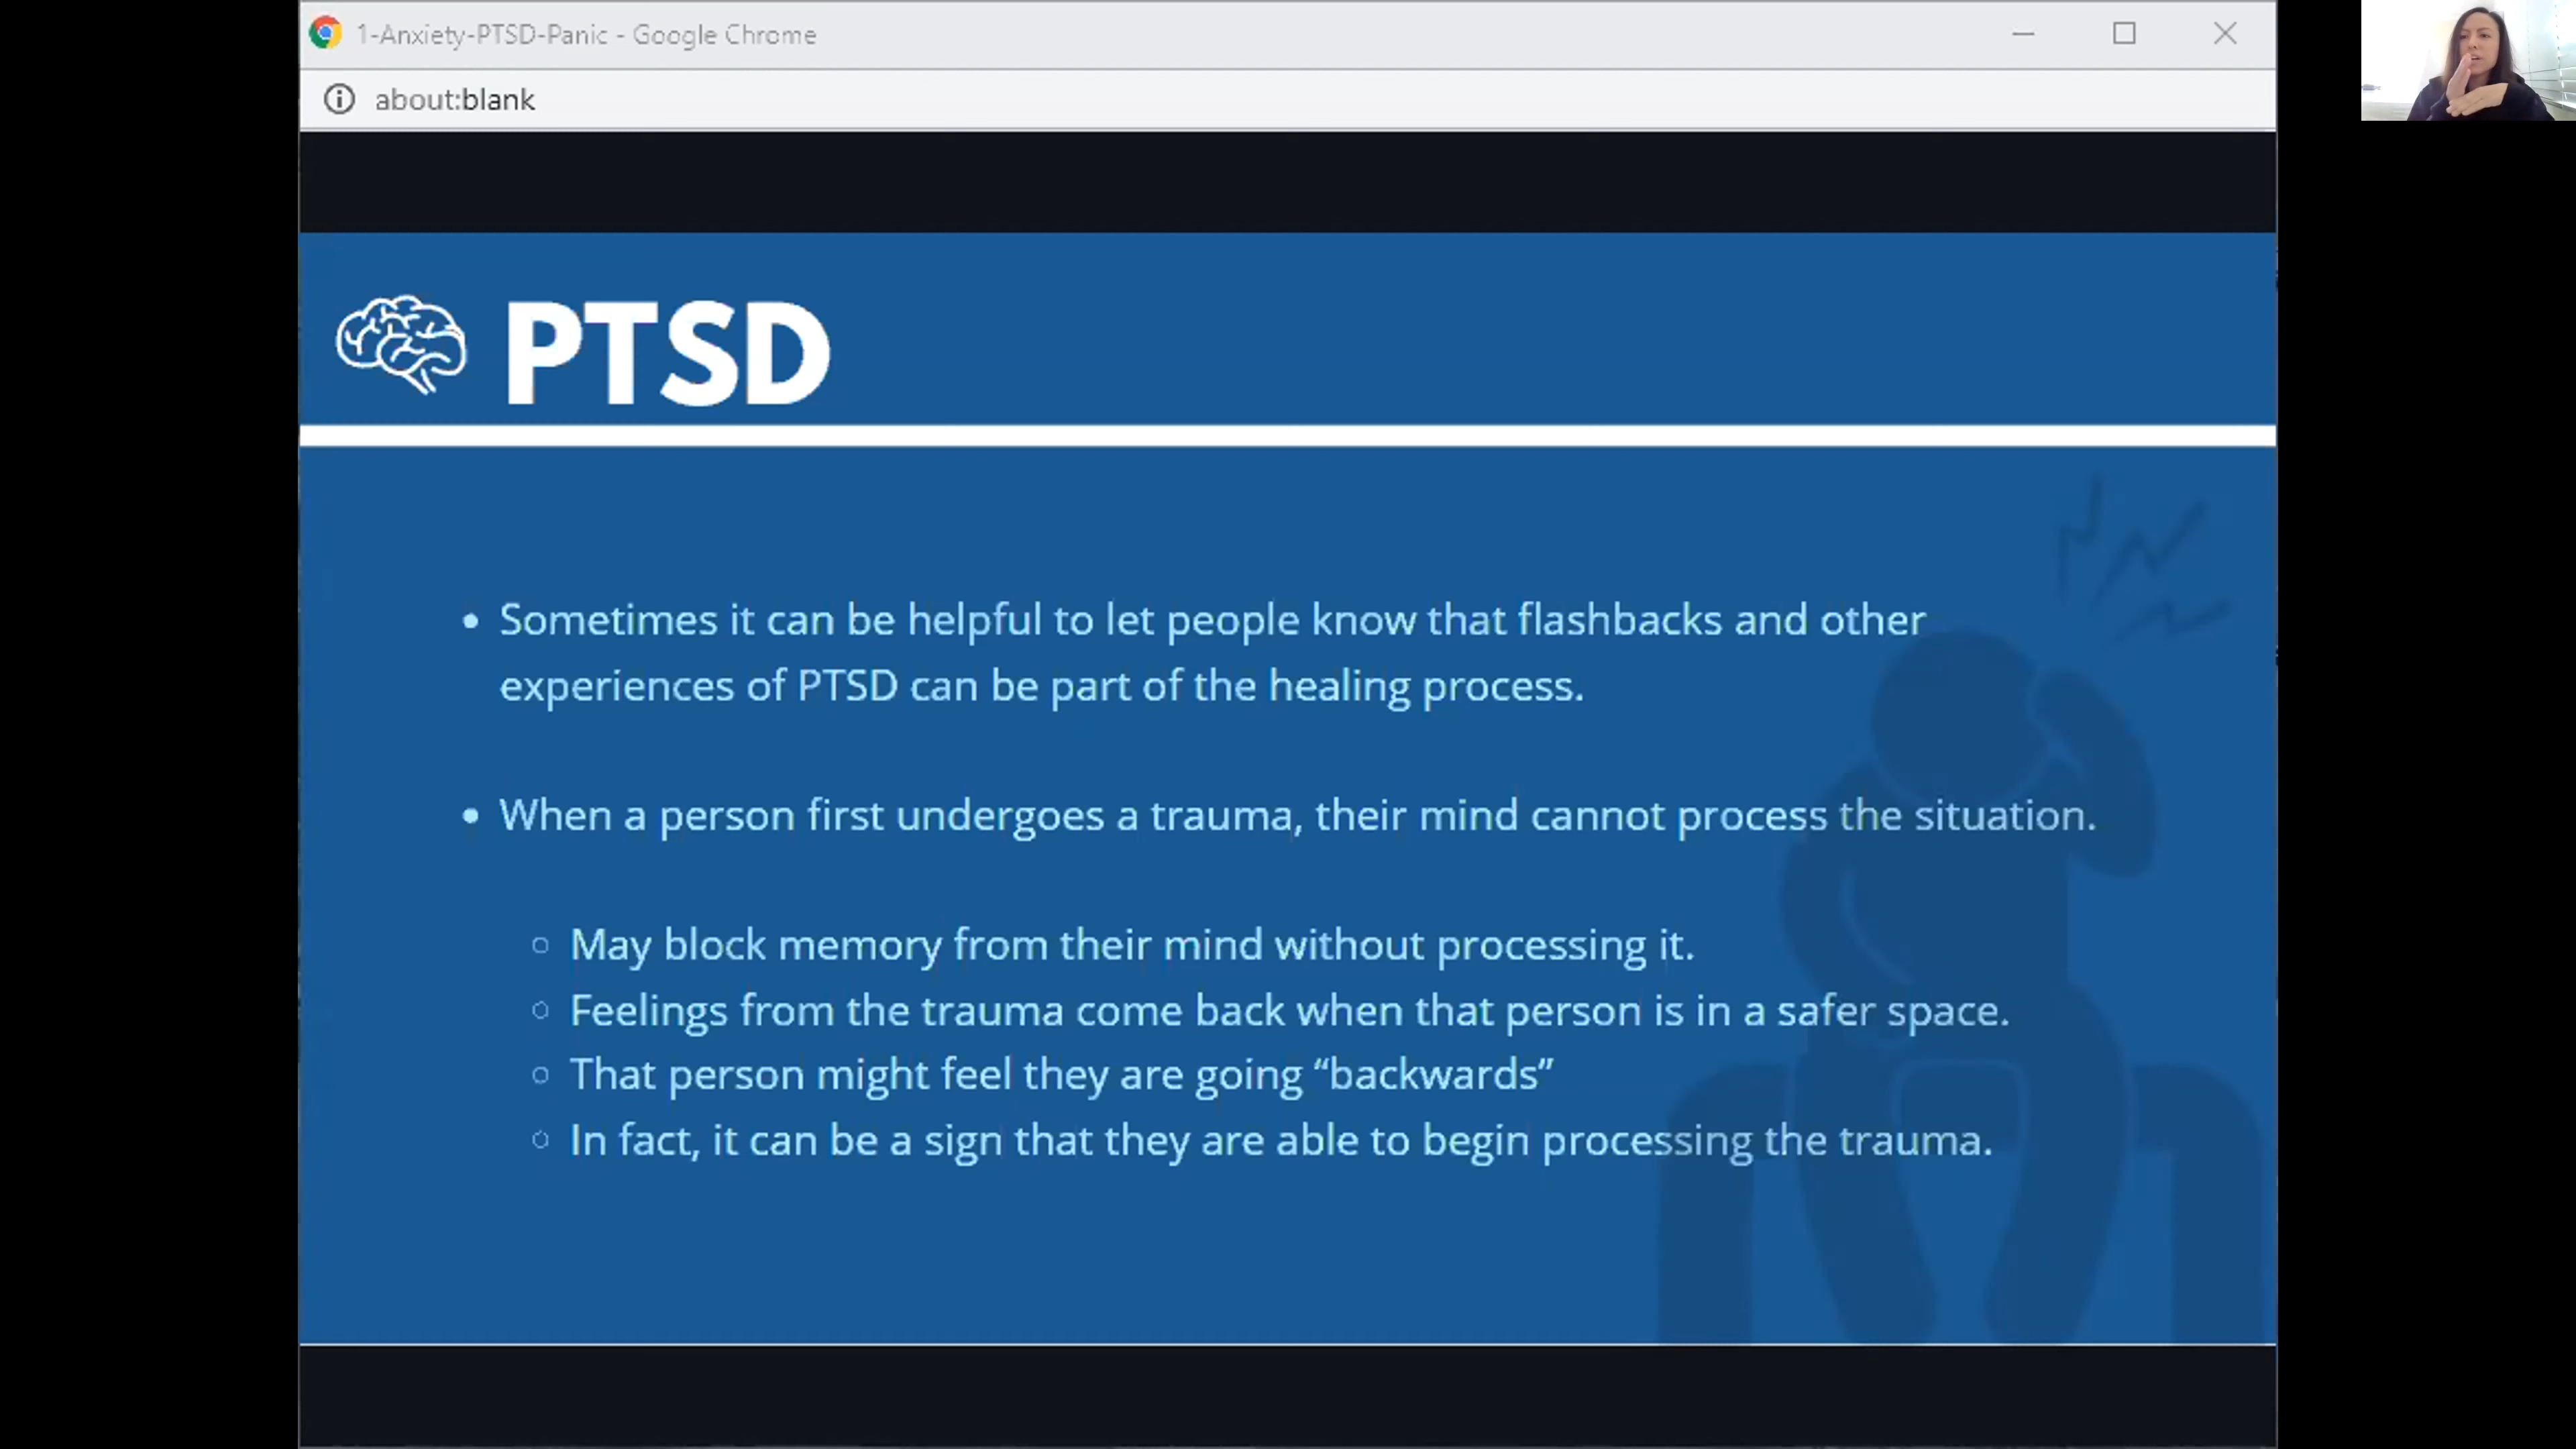 1-Anxiety-PTSD-Panic - Google Chrome
about:blank
PTSD
• Sometimes it can be helpful to let people know that flashbacks and other
experiences of PTSD can be part of the healing process.
• When a person first undergoes a trauma, their mind cannot process the situation.
○ May block memory from their mind without processing it.
○ Feelings from the trauma come back when that person is in a safer space.
○ That person might feel they are going “backwards”
○ In fact, it can be a sign that they are able to begin processing the trauma.